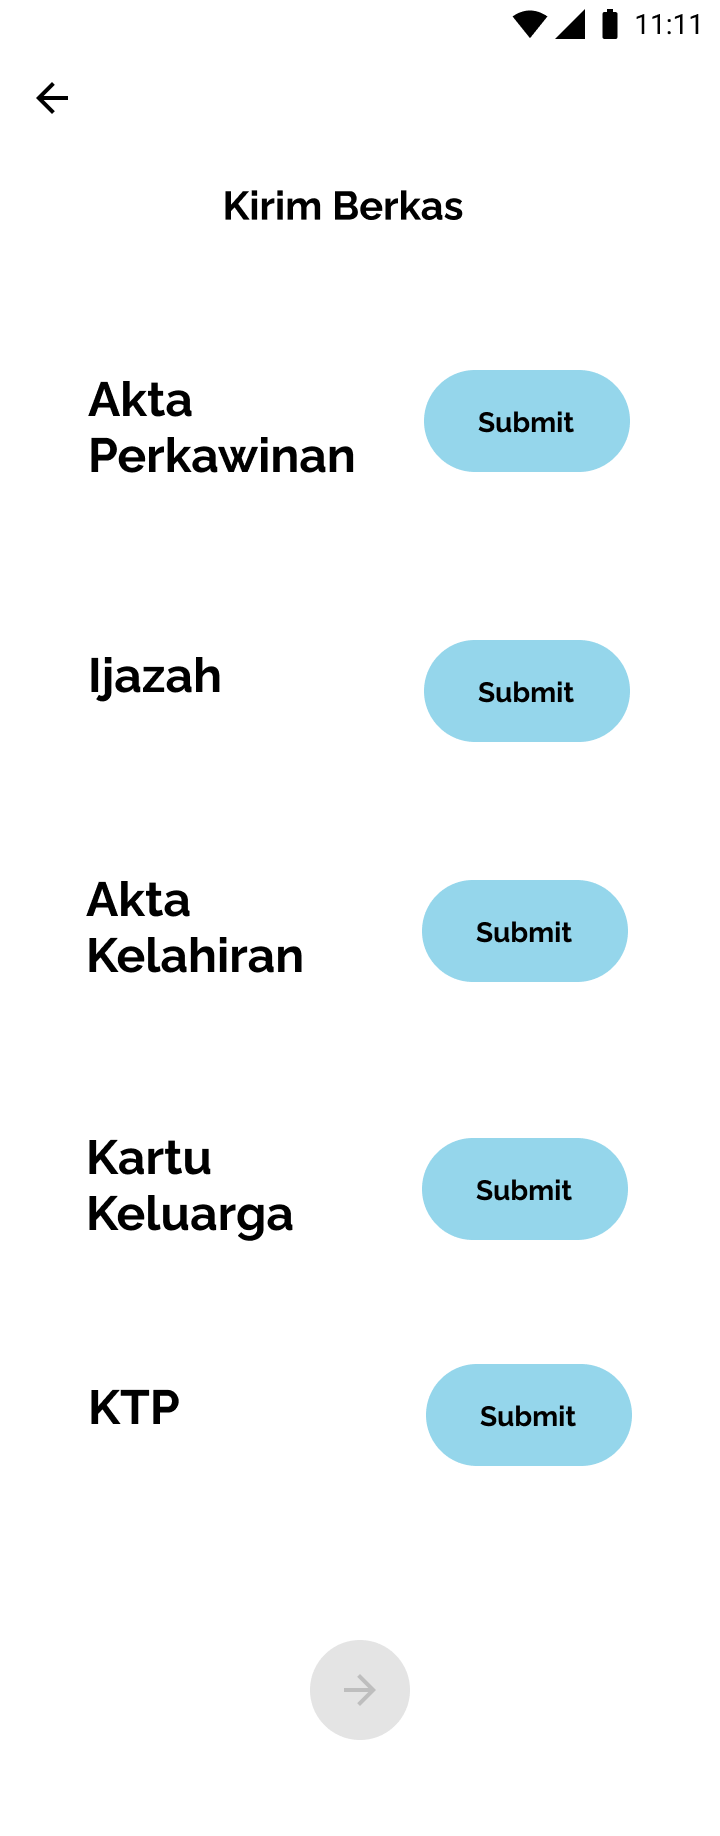 11:11
Kirim Berkas
Akta
Perkawinan
Submit
Ijazah
Submit
Akta
Kelahiran
Submit
Kartu
Keluarga
Submit
KTP
Submit